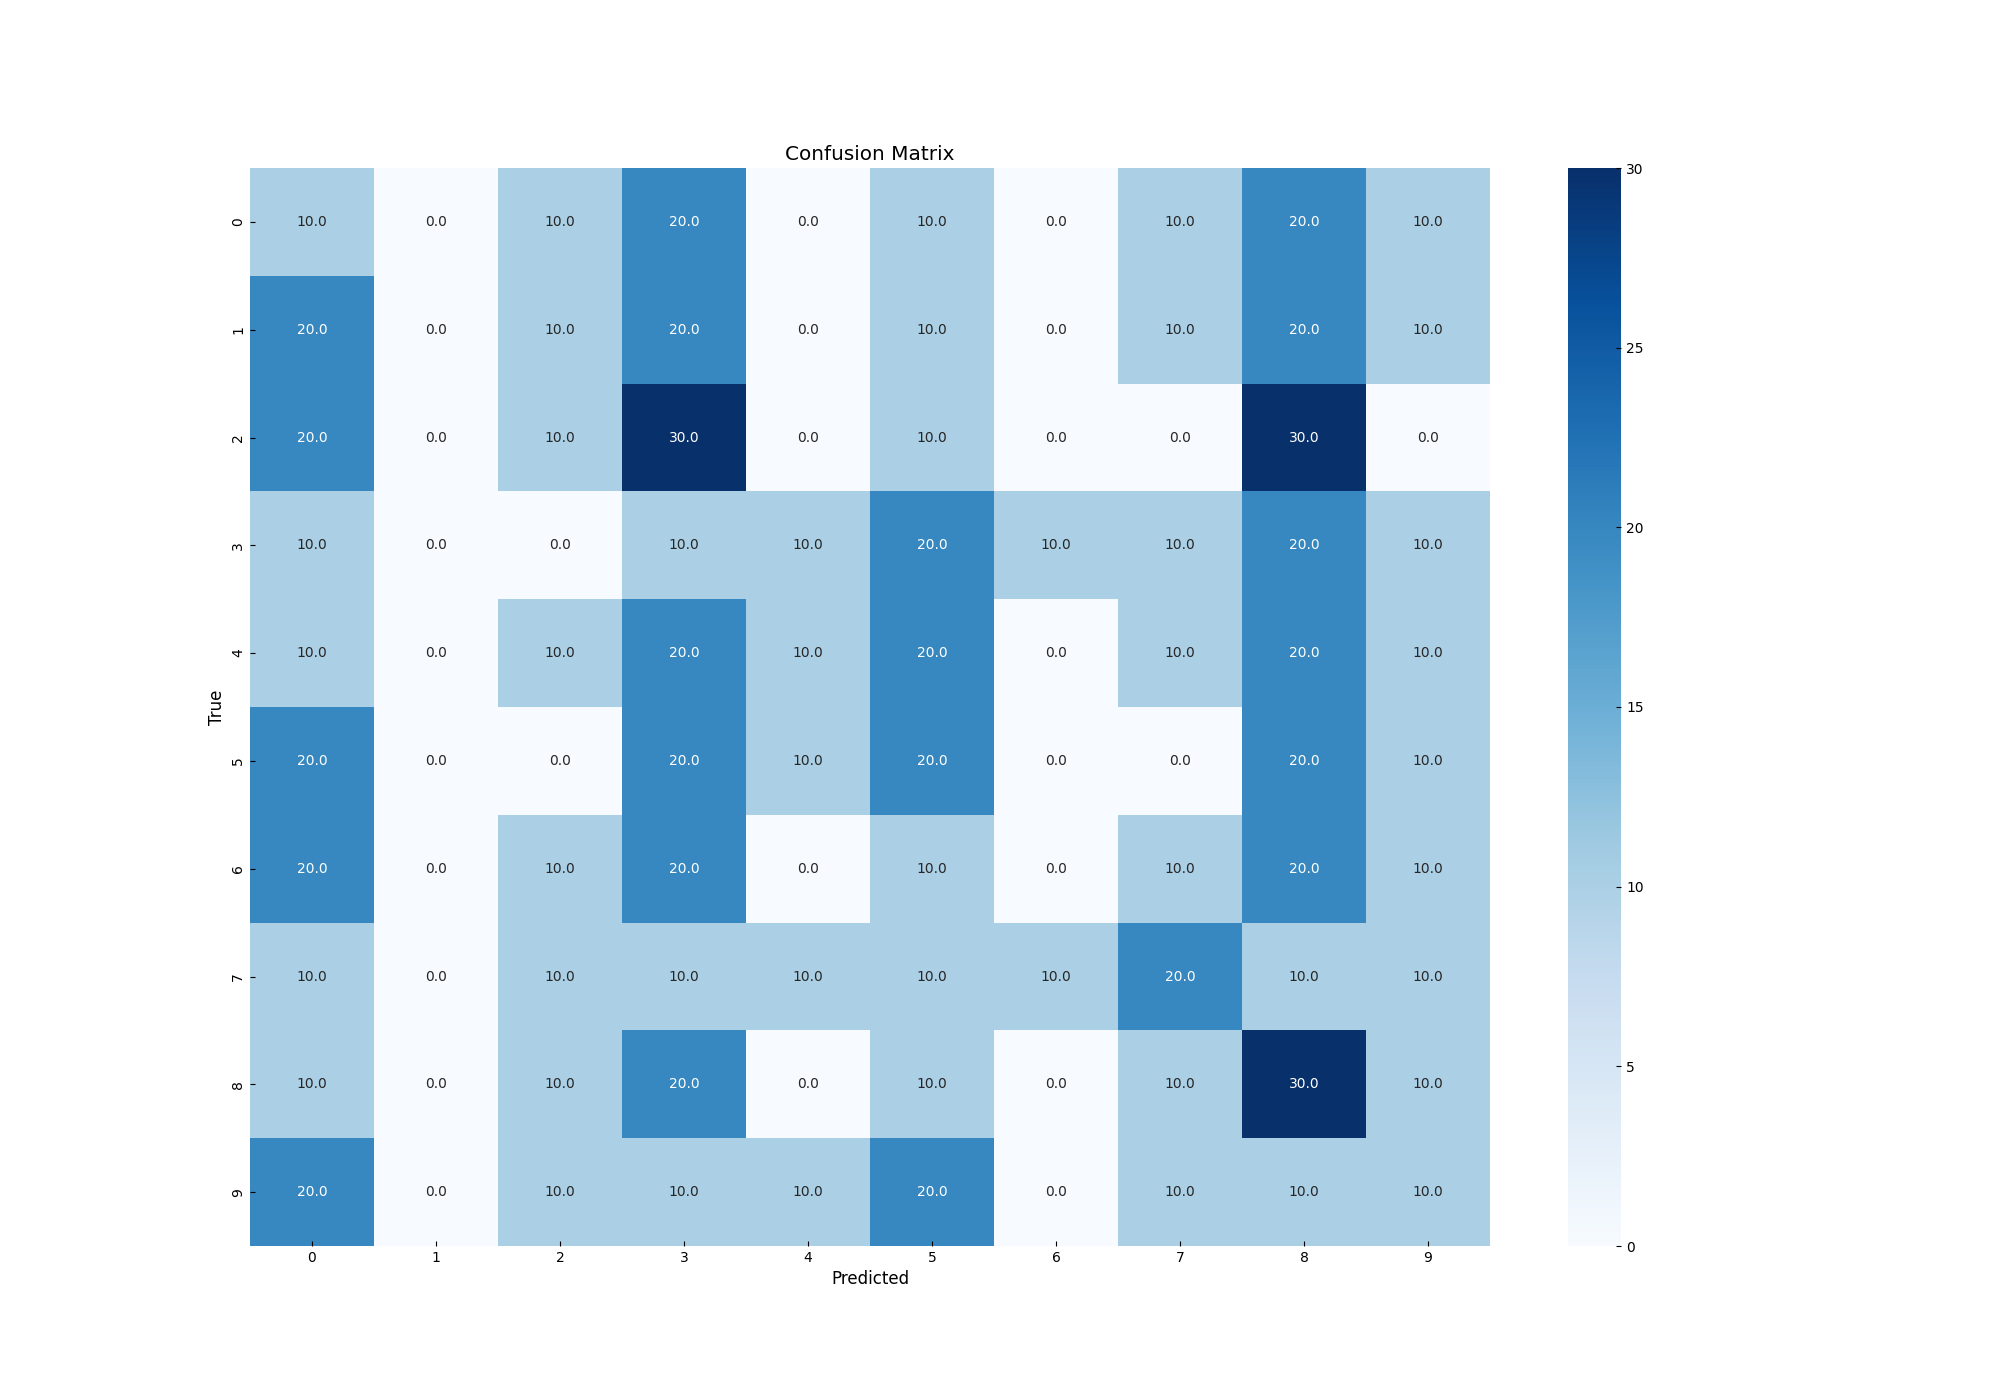 Confusion Matrix
0 10.0 0.0 10.0 20.0 0.0 10.0 0.0 10.0 20.0 10.0
1 20.0 0.0 10.0 20.0 0.0 10.0 0.0 10.0 20.0 10.0
2 20.0 0.0 10.0 30.0 0.0 10.0 0.0 0.0 30.0 0.0
3 10.0 0.0 0.0 10.0 10.0 20.0 10.0 10.0 20.0 10.0
4 10.0 0.0 10.0 20.0 10.0 20.0 0.0 10.0 20.0 10.0
5 20.0 0.0 0.0 20.0 10.0 20.0 0.0 0.0 20.0 10.0
6 20.0 0.0 10.0 20.0 0.0 10.0 0.0 10.0 20.0 10.0
7 10.0 0.0 10.0 10.0 10.0 10.0 10.0 20.0 10.0 10.0
8 10.0 0.0 10.0 20.0 0.0 10.0 0.0 10.0 30.0 10.0
9 20.0 0.0 10.0 10.0 10.0 20.0 0.0 10.0 10.0 10.0
0 1 2 3 4 5 6 7 8 9
Predicted
True
30
25
20
15
10
5
0